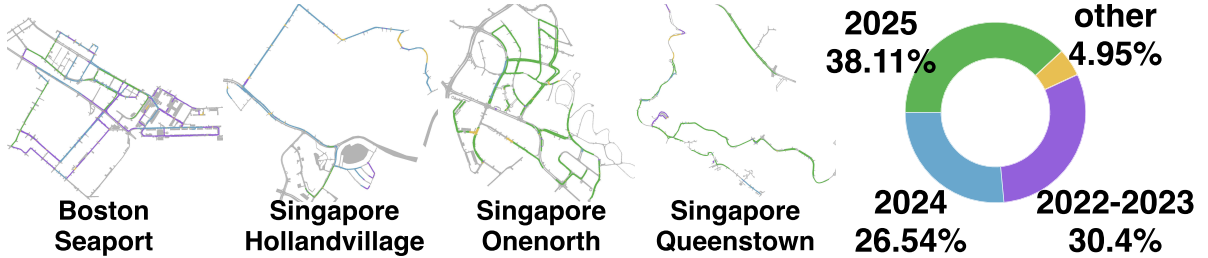 Boston
Seaport
Singapore
Hollandvillage
Singapore
Onenorth
Singapore
Queenstown
2025
38.11%
other
4.95%
2024
26.54%
2022-2023
30.4%